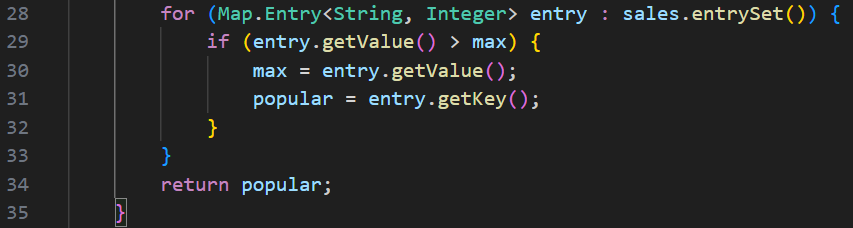 28 for (Map.Entry<String, Integer> entry : sales.entrySet()) {
29 if (entry.getValue() > max) {
30 max = entry.getValue();
31 popular = entry.getKey();
32 }
33 }
34 return popular;
35 }